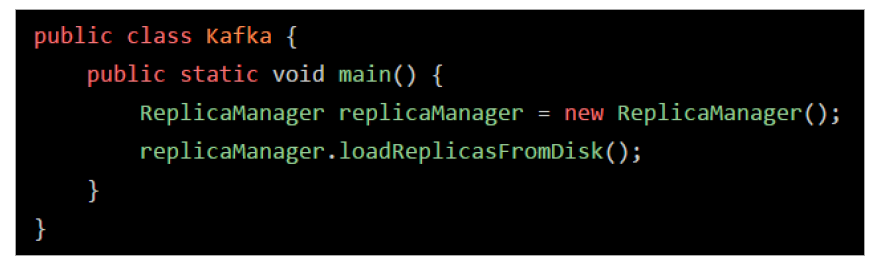 public class Kafka {
    public static void main() {
        ReplicaManager replicaManager = new ReplicaManager();
        replicaManager.loadReplicasFromDisk();
    }
}